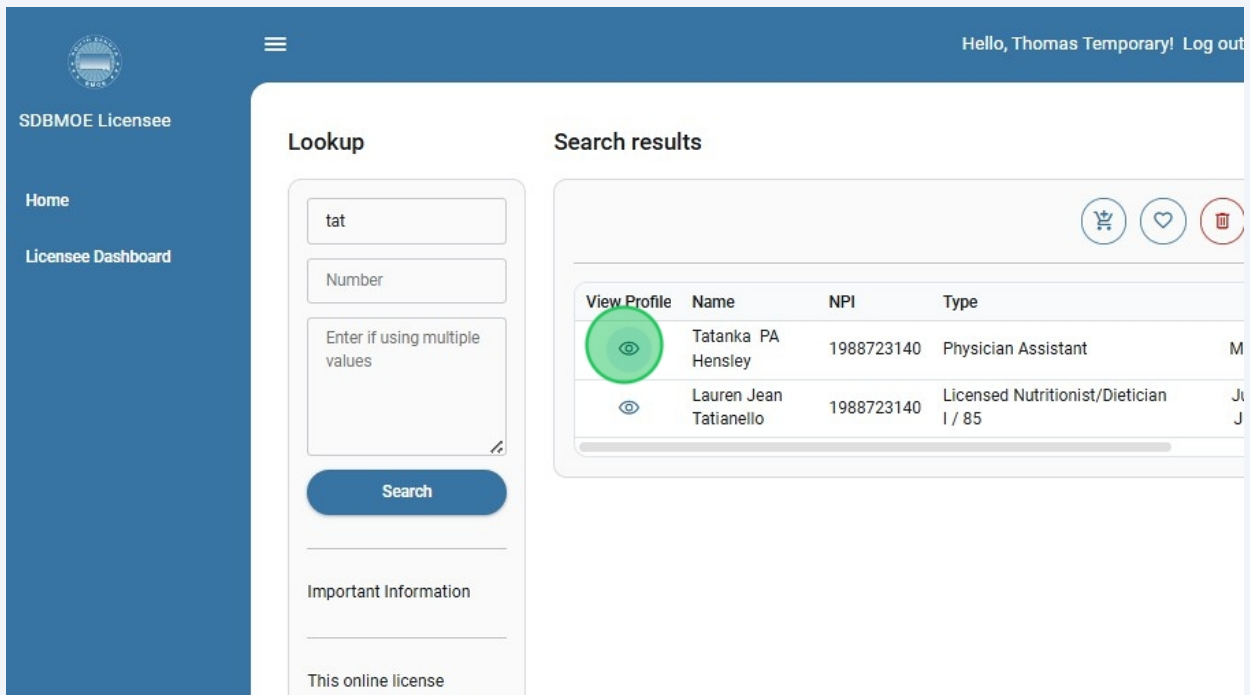 Hello, Thomas Temporary! Log out
SDBMOE Licensee
Home
Licensee Dashboard
Lookup
tat
Number
Enter if using multiple
values
Search
Important Information
This online license
Search results
View Profile Name NPI Type
Tatanka PA
Hensley
1988723140 Physician Assistant M
Lauren Jean
Tatianello
1988723140 Licensed Nutritionist/Dietician
I / 85
Ju
J